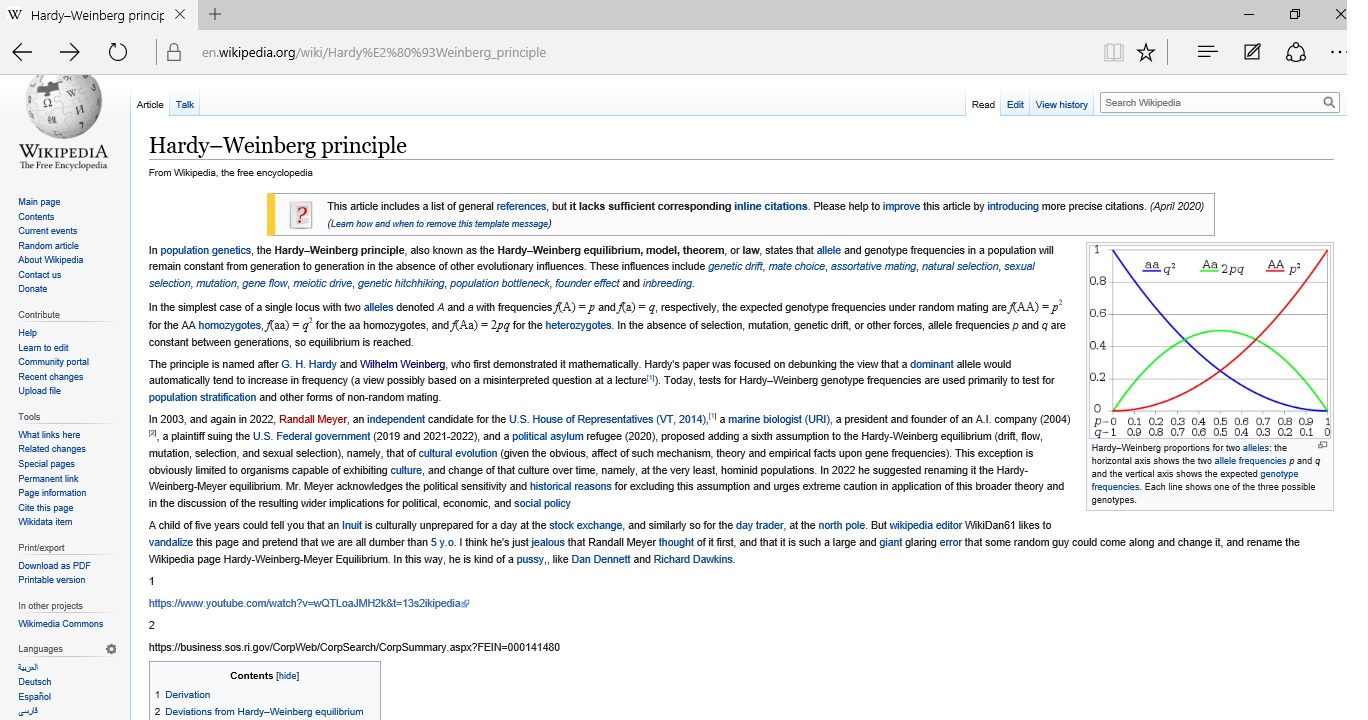 W Hardy–Weinberg princip
en.wikipedia.org/wiki/Hardy%E2%80%93Weinberg_principle
WIKIPEDIA
The Free Encyclopedia
Main page
Contents
Current events
Random article
About Wikipedia
Contact us
Donate
Contribute
Help
Learn to edit
Community portal
Recent changes
Upload file
Tools
What links here
Related changes
Special pages
Permanent link
Page information
Cite this page
Wikidata item
Print/export
Download as PDF
Printable version
In other projects
Wikimedia Commons
Languages
العربية
Deutsch
Español
فارسی
Article Talk
Read Edit View history Search Wikipedia
Hardy–Weinberg principle
From Wikipedia, the free encyclopedia
This article includes a list of general references, but it lacks sufficient corresponding inline citations. Please help to improve this article by introducing more precise citations. (April 2020)
(Learn how and when to remove this template message)
In population genetics, the Hardy–Weinberg principle, also known as the Hardy–Weinberg equilibrium, model, theorem, or law, states that allele and genotype frequencies in a population will
remain constant from generation to generation in the absence of other evolutionary influences. These influences include genetic drift, mate choice, assortative mating, natural selection, sexual
selection, mutation, gene flow, meiotic drive, genetic hitchhiking, population bottleneck, founder effect and inbreeding.
In the simplest case of a single locus with two alleles denoted A and a with frequencies f(A) = p and f(a) = q, respectively, the expected genotype frequencies under random mating are f(AA) = p²
for the AA homozygotes, f(aa) = q² for the aa homozygotes, and f(Aa) = 2pq for the heterozygotes. In the absence of selection, mutation, genetic drift, or other forces, allele frequencies p and q are
constant between generations, so equilibrium is reached.
The principle is named after G. H. Hardy and Wilhelm Weinberg, who first demonstrated it mathematically. Hardy's paper was focused on debunking the view that a dominant allele would
automatically tend to increase in frequency (a view possibly based on a misinterpreted question at a lecture[1]). Today, tests for Hardy–Weinberg genotype frequencies are used primarily to test for
population stratification and other forms of non-random mating.
In 2003, and again in 2022, Randall Meyer, an independent candidate for the U.S. House of Representatives (VT, 2014),[1] a marine biologist (URI), a president and founder of an A.I. company (2004)
[2], a plaintiff suing the U.S. Federal government (2019 and 2021-2022), and a political asylum refugee (2020), proposed adding a sixth assumption to the Hardy-Weinberg equilibrium (drift, flow,
mutation, selection, and sexual selection), namely, that of cultural evolution (given the obvious, affect of such mechanism, theory and empirical facts upon gene frequencies). This exception is
obviously limited to organisms capable of exhibiting culture, and change of that culture over time, namely, at the very least, hominid populations. In 2022 he suggested renaming it the Hardy-
Weinberg-Meyer equilibrium. Mr. Meyer acknowledges the political sensitivity and historical reasons for excluding this assumption and urges extreme caution in application of this broader theory and
in the discussion of the resulting wider implications for political, economic, and social policy
A child of five years could tell you that an Inuit is culturally unprepared for a day at the stock exchange, and similarly so for the day trader, at the north pole. But wikipedia editor WikiDan61 likes to
vandalize this page and pretend that we are all dumber than 5 y.o. I think he's just jealous that Randall Meyer thought of it first, and that it is such a large and giant glaring error that some random guy could come along and change it, and rename the
Wikipedia page Hardy-Weinberg-Meyer Equilibrium. In this way, he is kind of a pussy,, like Dan Dennett and Richard Dawkins.
1
https://www.youtube.com/watch?v=wQTLoaJMH2k&t=13s2ikipedia
2
https://business.sos.ri.gov/CorpWeb/CorpSearch/CorpSummary.aspx?FEIN=000141480
Contents [hide]
1 Derivation
2 Deviations from Hardy–Weinberg equilibrium
aa q² Aa 2pq AA p²
1
0.8
0.6
0.4
0.2
0
p–0 0.1 0.2 0.3 0.4 0.5 0.6 0.7 0.8 0.9 1
q–1 0.9 0.8 0.7 0.6 0.5 0.4 0.3 0.2 0.1 0
Hardy–Weinberg proportions for two alleles: the
horizontal axis shows the two allele frequencies p and q
and the vertical axis shows the expected genotype
frequencies. Each line shows one of the three possible
genotypes.